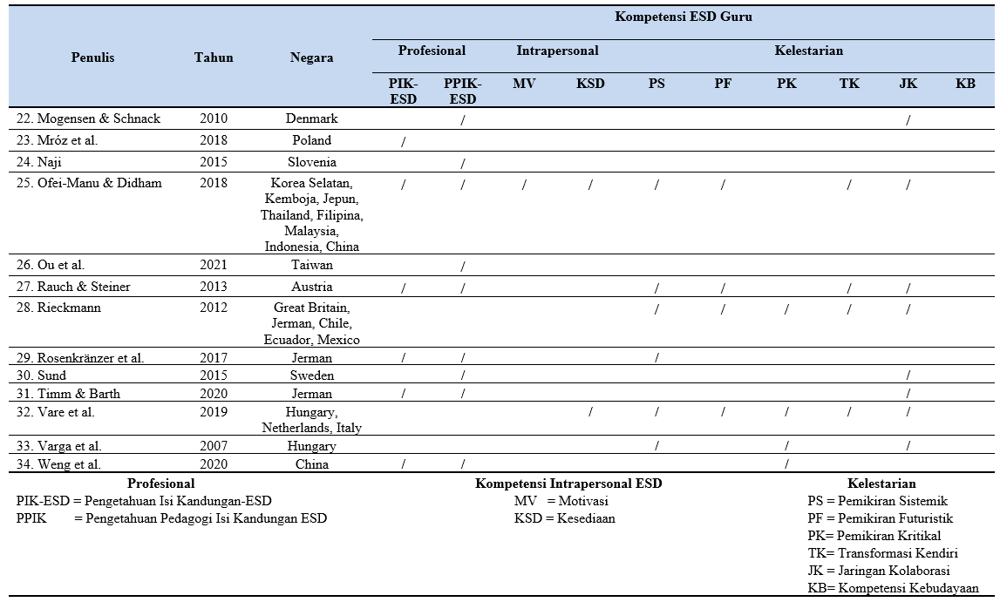 Kompetensi ESD Guru
Penulis Tahun Negara Profesional Intrapersonal Kelestarian
PIK-ESD PPIK-ESD MV KSD PS PF PK TK JK KB
22. Mogensen & Schnack 2010 Denmark / /
23. Mróz et al. 2018 Poland /
24. Naji 2015 Slovenia /
25. Ofei-Manu & Didham 2018 Korea Selatan, / / / / / / / /
Kemboja, Jepun,
Thailand, Filipina,
Malaysia,
Indonesia, China
26. Ou et al. 2021 Taiwan /
27. Rauch & Steiner 2013 Austria / / / / / /
28. Rieckmann 2012 Great Britain, / / / / /
Jerman, Chile,
Ecuador, Mexico
29. Rosenkränzer et al. 2017 Jerman / / /
30. Sund 2015 Sweden / /
31. Timm & Barth 2020 Jerman / / /
32. Vare et al. 2019 Hungary, / / / / / /
Netherlands, Italy
33. Varga et al. 2007 Hungary / / /
34. Weng et al. 2020 China / / /
Profesional Kompetensi Intrapersonal ESD Kelestarian
PIK-ESD = Pengetahuan Isi Kandungan-ESD MV = Motivasi PS = Pemikiran Sistemik
PPIK = Pengetahuan Pedagogi Isi Kandungan ESD KSD = Kesediaan PF = Pemikiran Futuristik
PK= Pemikiran Kritikal
TK= Transformasi Kendiri
JK = Jaringan Kolaborasi
KB= Kompetensi Kebudayaan